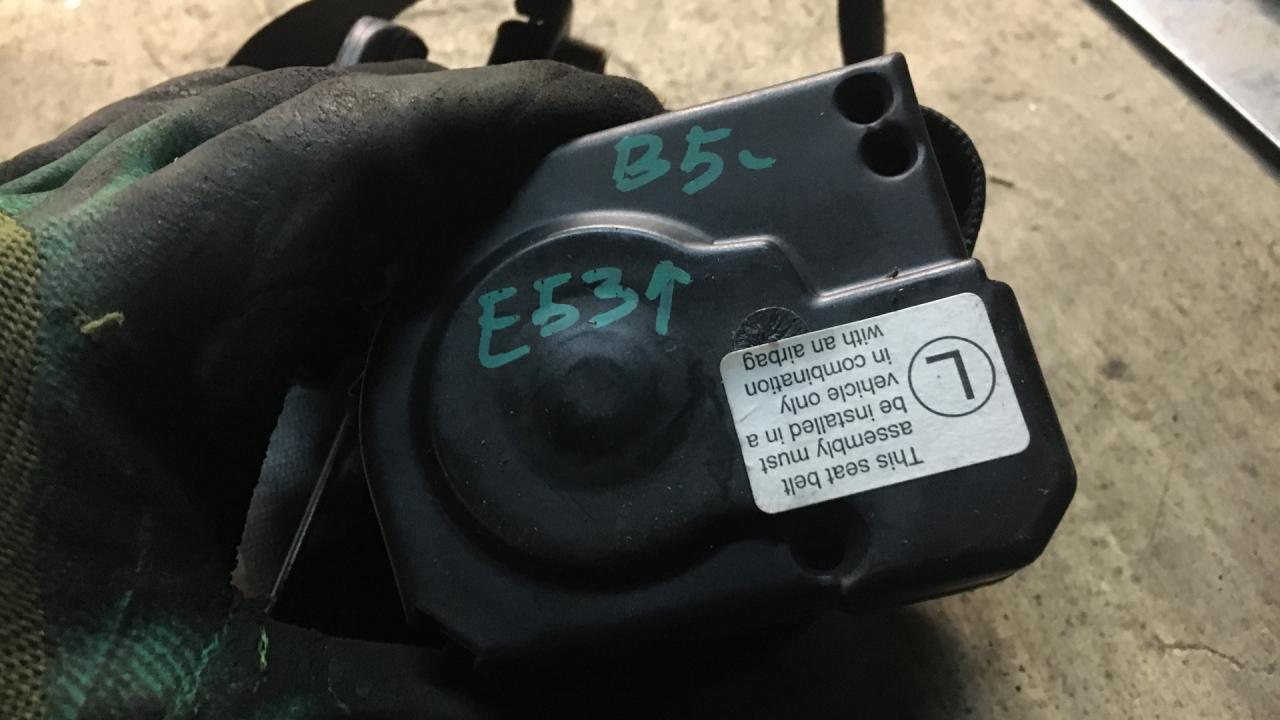 B5
E53↑
This seat belt
assembly must
be installed in a
vehicle only
in combination
with an airbag
L